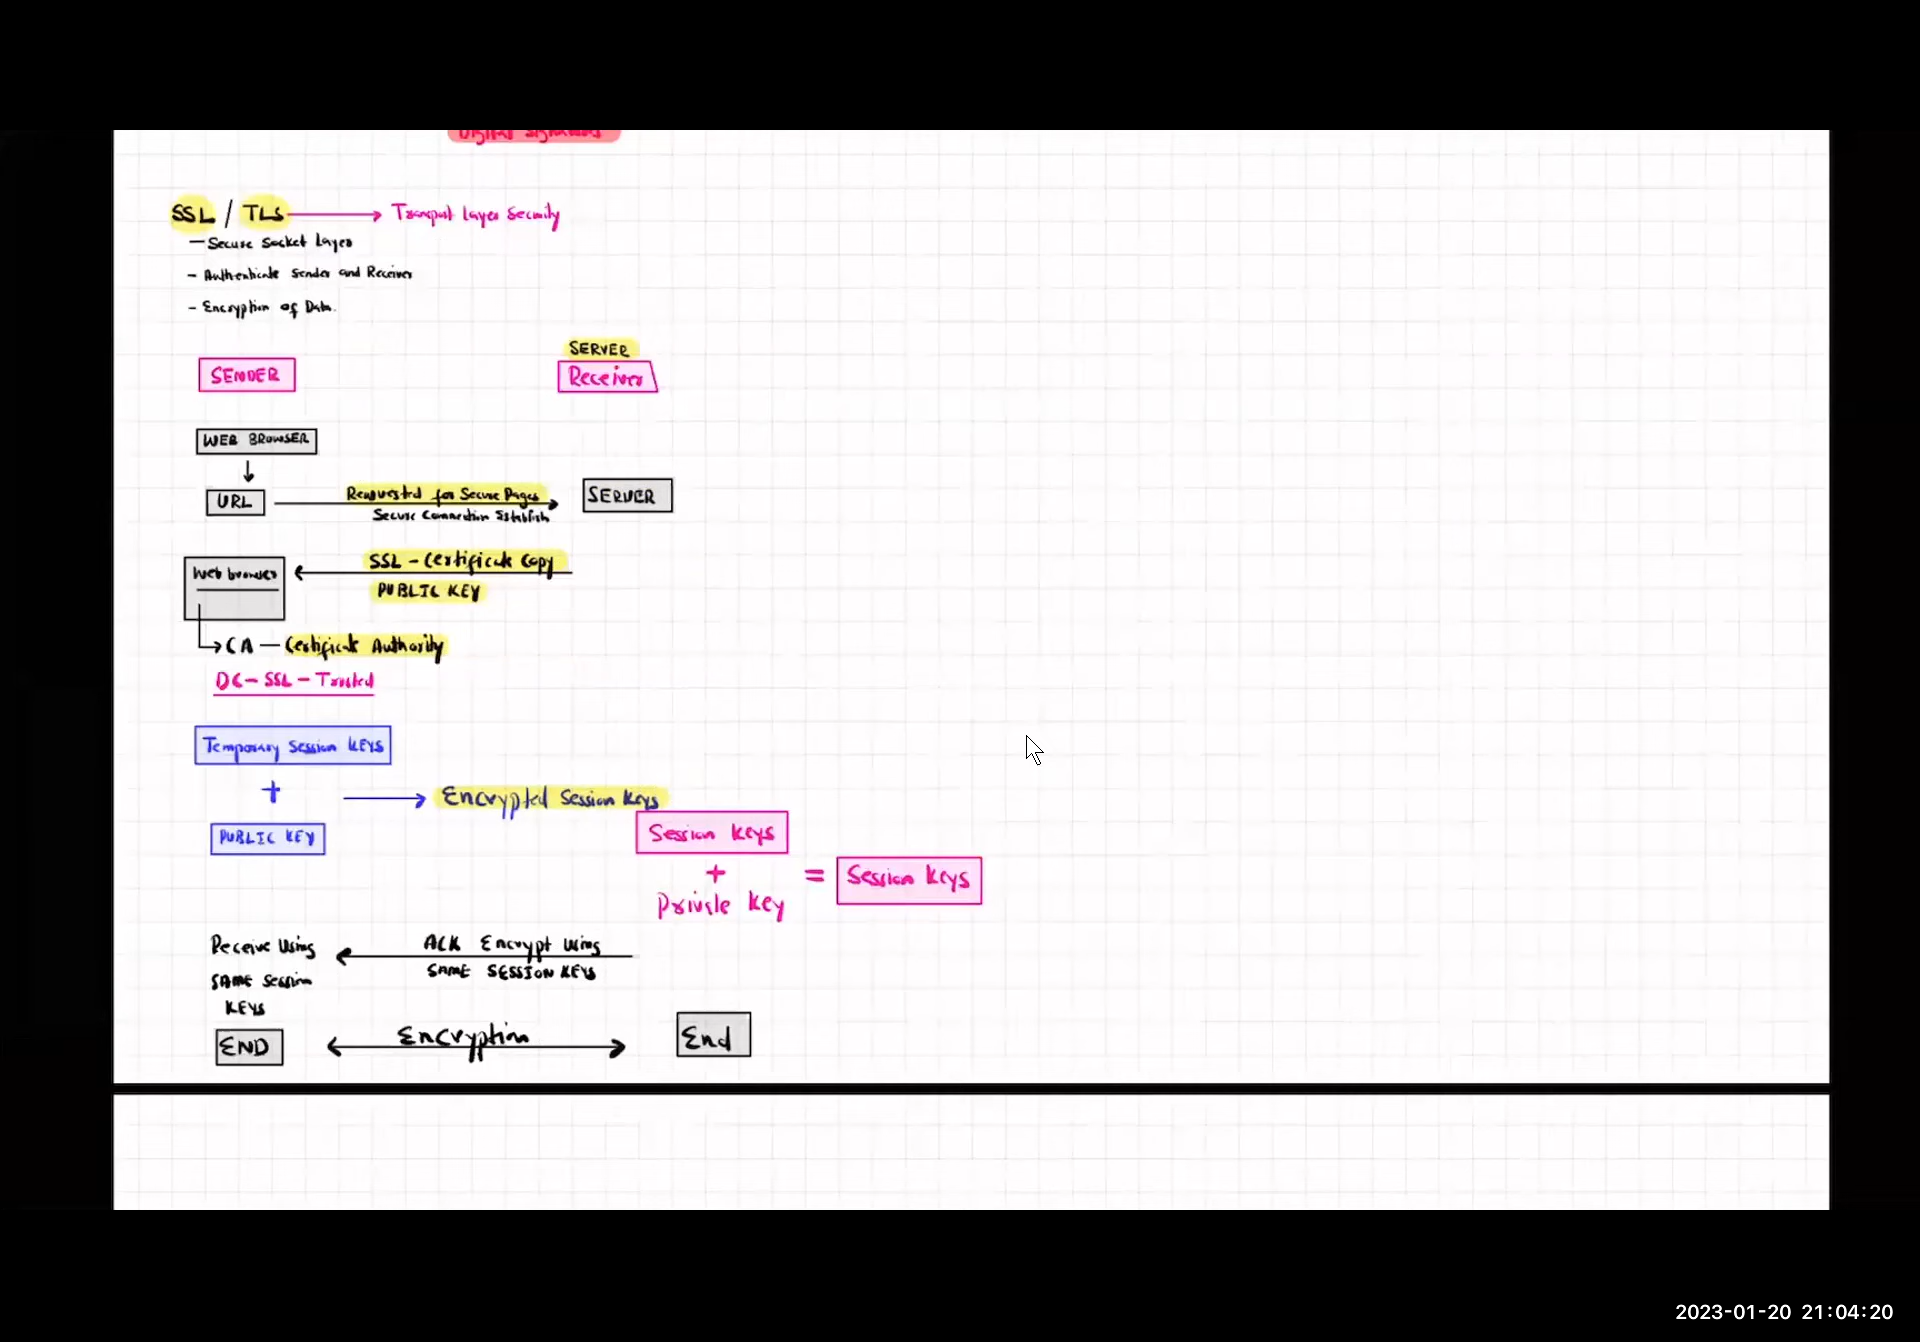 Digital Signatures
SSL / TLS → Transport Layer Security
— Secure Socket Layer
- Authenticate Sender and Receiver
- Encryption of Data.
SERVER
SENDER
Receiver
WEB BROWSER
URL
Requested for Secure Pages
SERVER
Secure Connection Establish
SSL - Certificate Copy
Web browser
PUBLIC KEY
CA — Certificate Authority
DC - SSL - Trusted
Temporary Session KEYS
+
Encrypted Session Keys
PUBLIC KEY
Session Keys
+
= Session Keys
Private Key
Receive Using
SAME Session
KEYS
ACK Encrypt Using
SAME SESSION KEYS
END
Encryption
End
2023-01-20 21:04:20